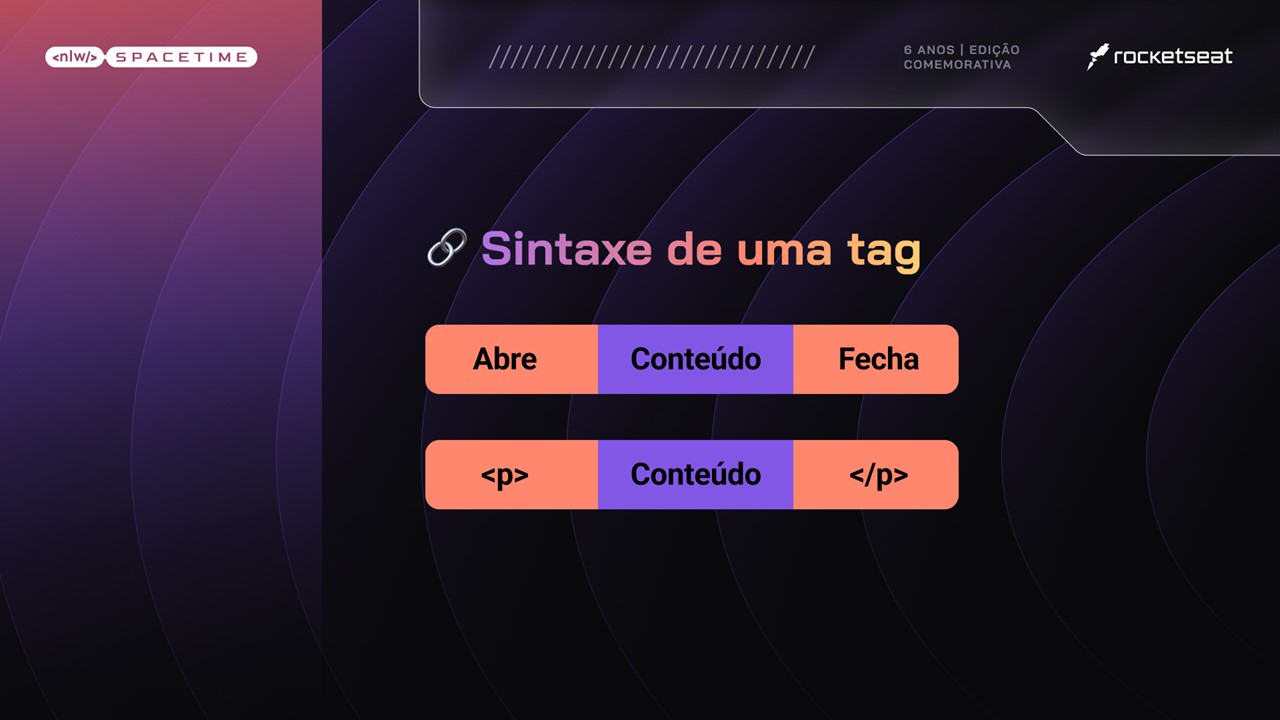 <nlw/> SPACETIME
//////////////////////////////
6 ANOS | EDIÇÃO
COMEMORATIVA
rocketseat
Sintaxe de uma tag
Abre Conteúdo Fecha
<p> Conteúdo </p>